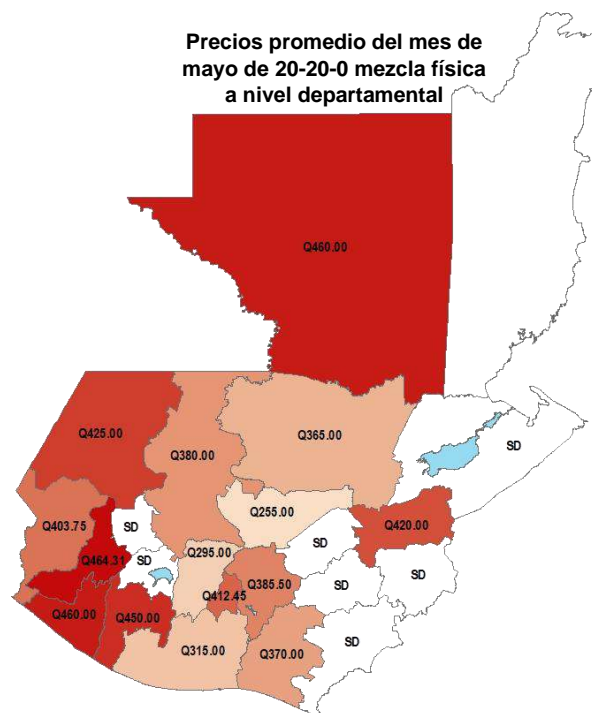 Precios promedio del mes de
mayo de 20-20-0 mezcla física
a nivel departamental
Q460.00
Q425.00
Q380.00
Q365.00
SD
Q255.00
Q403.75
SD
Q420.00
SD
Q295.00
Q464.31
SD
Q385.50
SD
SD
Q412.45
Q460.00
Q450.00
SD
Q315.00
Q370.00